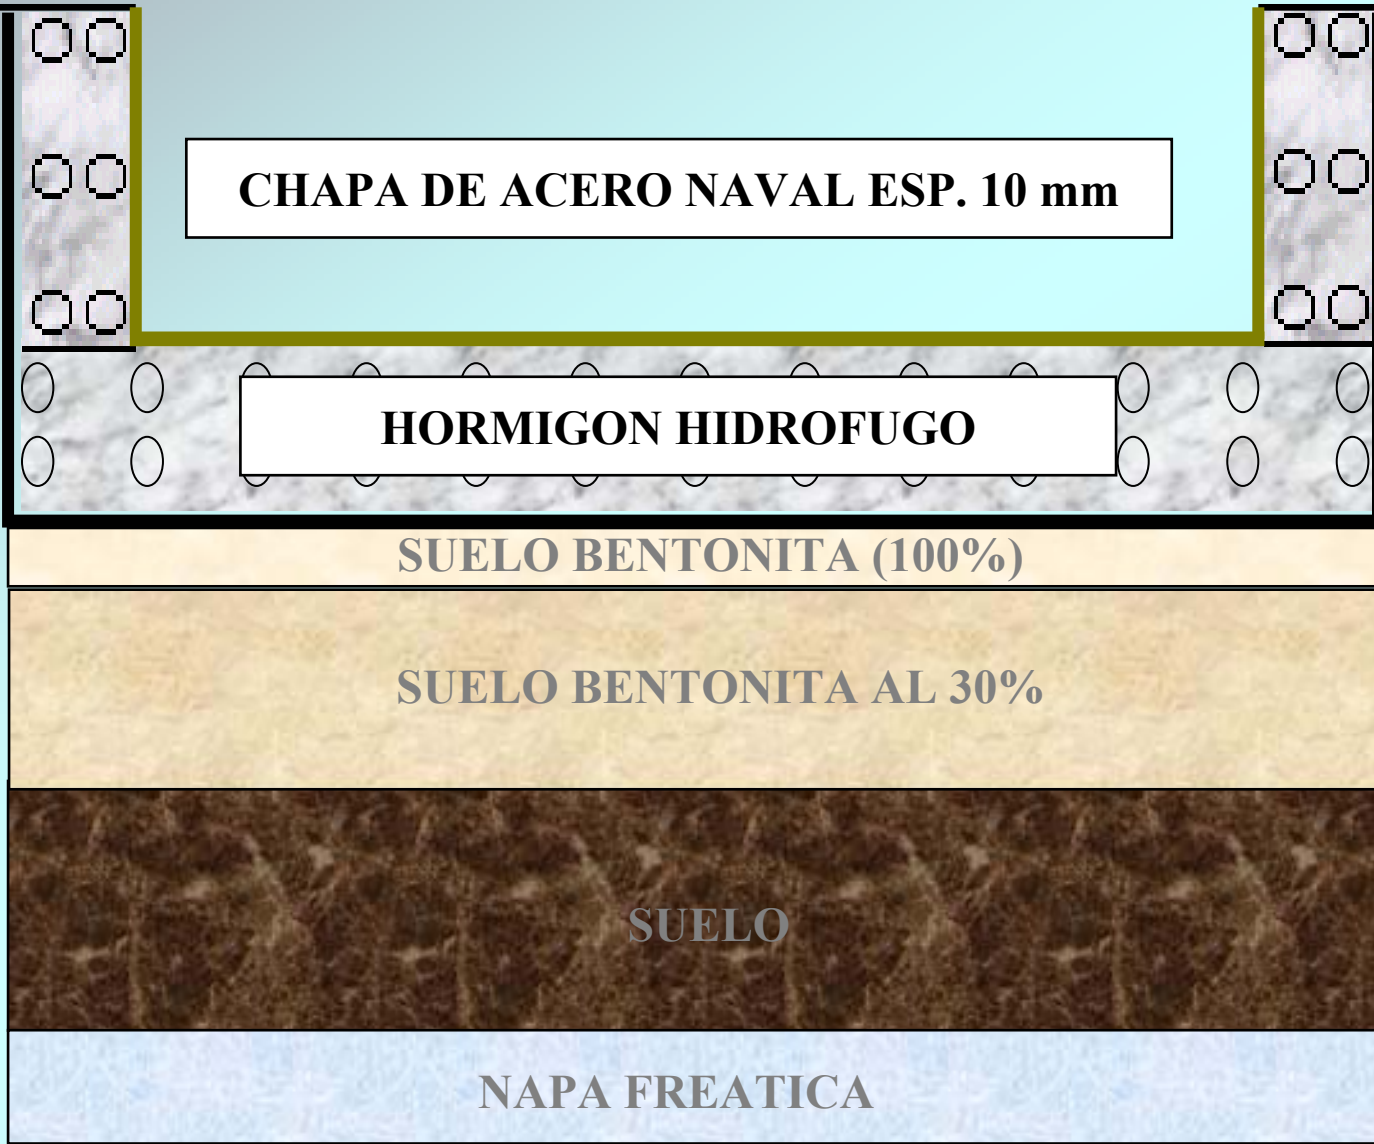 CHAPA DE ACERO NAVAL ESP. 10 mm
HORMIGON HIDROFUGO
SUELO BENTONITA (100%)
SUELO BENTONITA AL 30%
SUELO
NAPA FREATICA